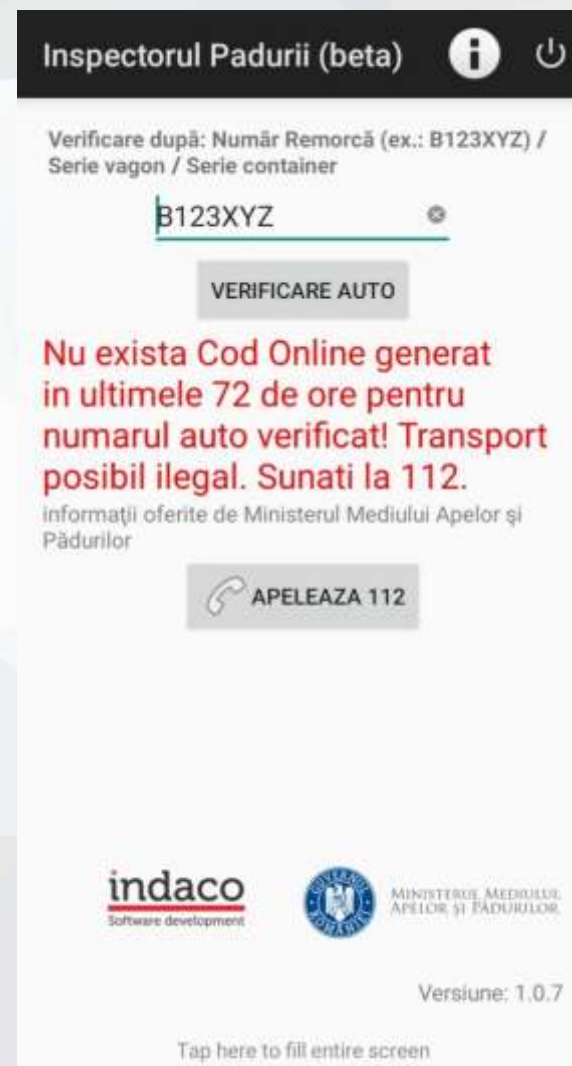 Inspectorul Padurii (beta)
Verificare după: Număr Remorcă (ex.: B123XYZ) /
Serie vagon / Serie container
B123XYZ
VERIFICARE AUTO
Nu exista Cod Online generat
in ultimele 72 de ore pentru
numarul auto verificat! Transport
posibil ilegal. Sunati la 112.
informaţii oferite de Ministerul Mediului Apelor şi
Pădurilor
APELEAZA 112
indaco
Software development
GUVERNUL ROMÂNIEI
MINISTERUL MEDIULUI,
APELOR ȘI PĂDURILOR
Versiune: 1.0.7
Tap here to fill entire screen